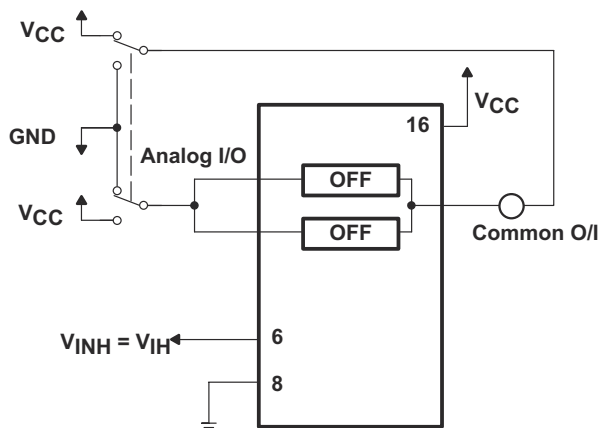 VCC
VCC
16
GND
Analog I/O
OFF
VCC
OFF
Common O/I
VINH = VIH
6
8